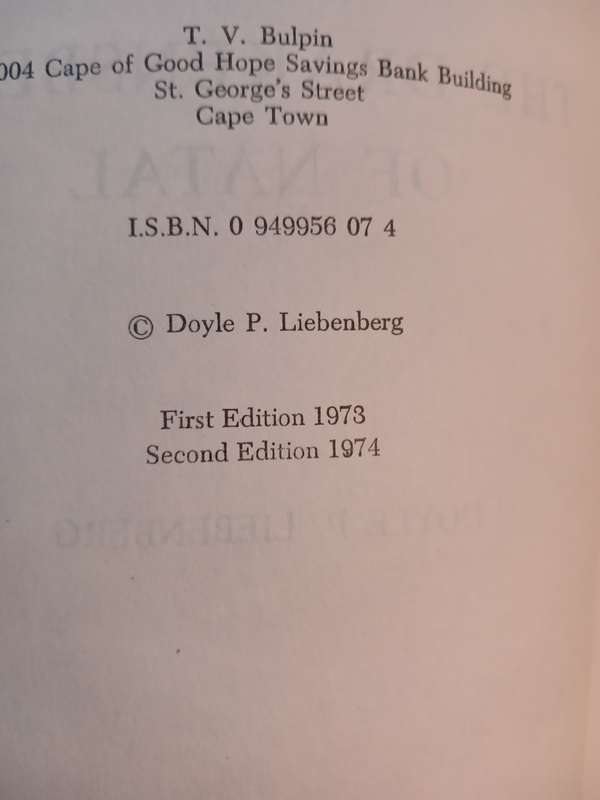 T. V. Bulpin
004 Cape of Good Hope Savings Bank Building
St. George's Street
Cape Town
I.S.B.N. 0 949956 07 4
© Doyle P. Liebenberg
First Edition 1973
Second Edition 1974